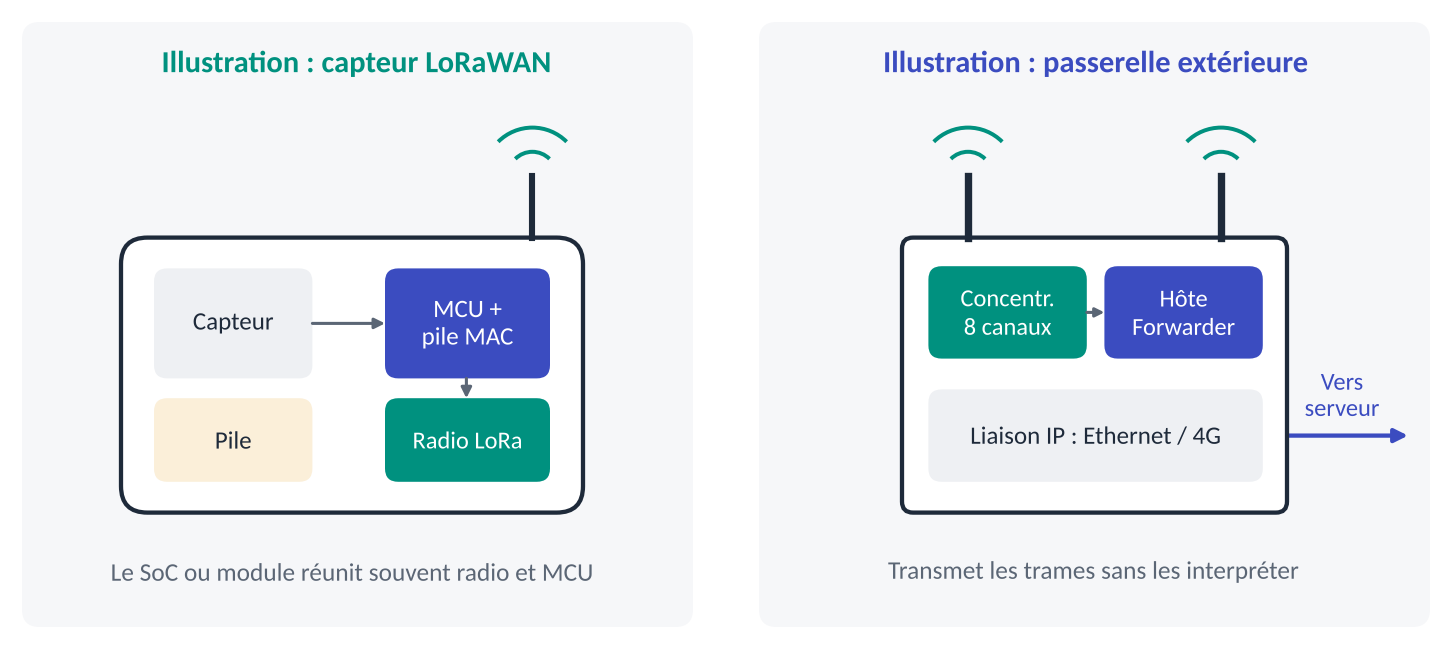 Illustration : capteur LoRaWAN
Capteur
MCU +
pile MAC
Pile
Radio LoRa
Le SoC ou module réunit souvent radio et MCU
Illustration : passerelle extérieure
Concentr.
8 canaux
Hôte
Forwarder
Liaison IP : Ethernet / 4G
Vers
serveur
Transmet les trames sans les interpréter